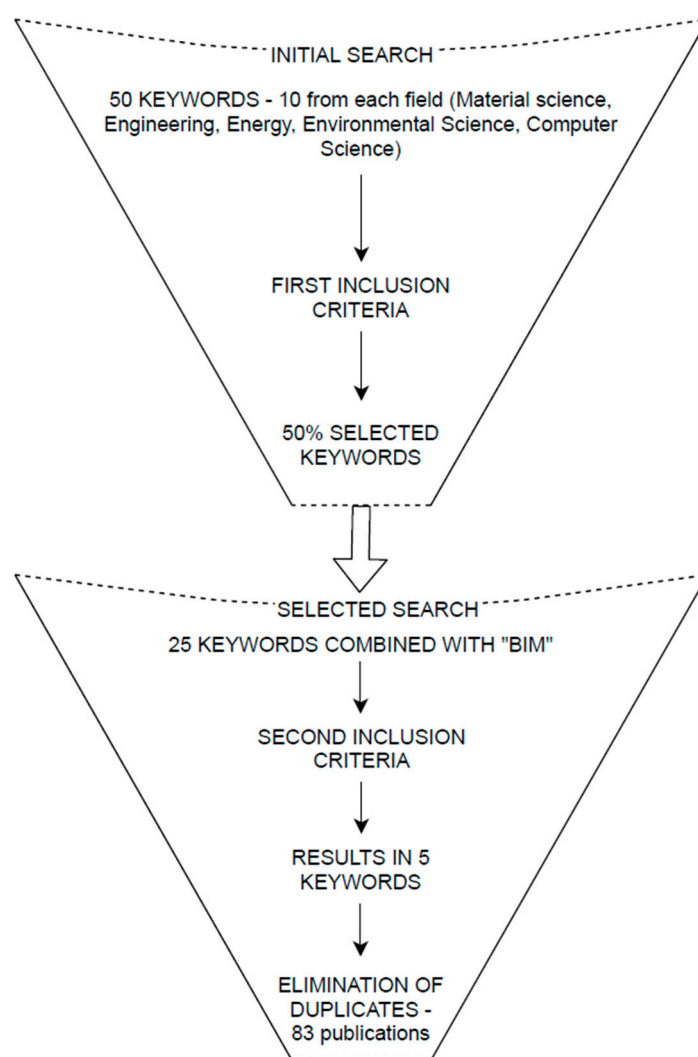 INITIAL SEARCH
50 KEYWORDS - 10 from each field (Material science,
Engineering, Energy, Environmental Science, Computer
Science)
FIRST INCLUSION
CRITERIA
50% SELECTED
KEYWORDS
SELECTED SEARCH
25 KEYWORDS COMBINED WITH "BIM"
SECOND INCLUSION
CRITERIA
RESULTS IN 5
KEYWORDS
ELIMINATION OF
DUPLICATES -
83 publications